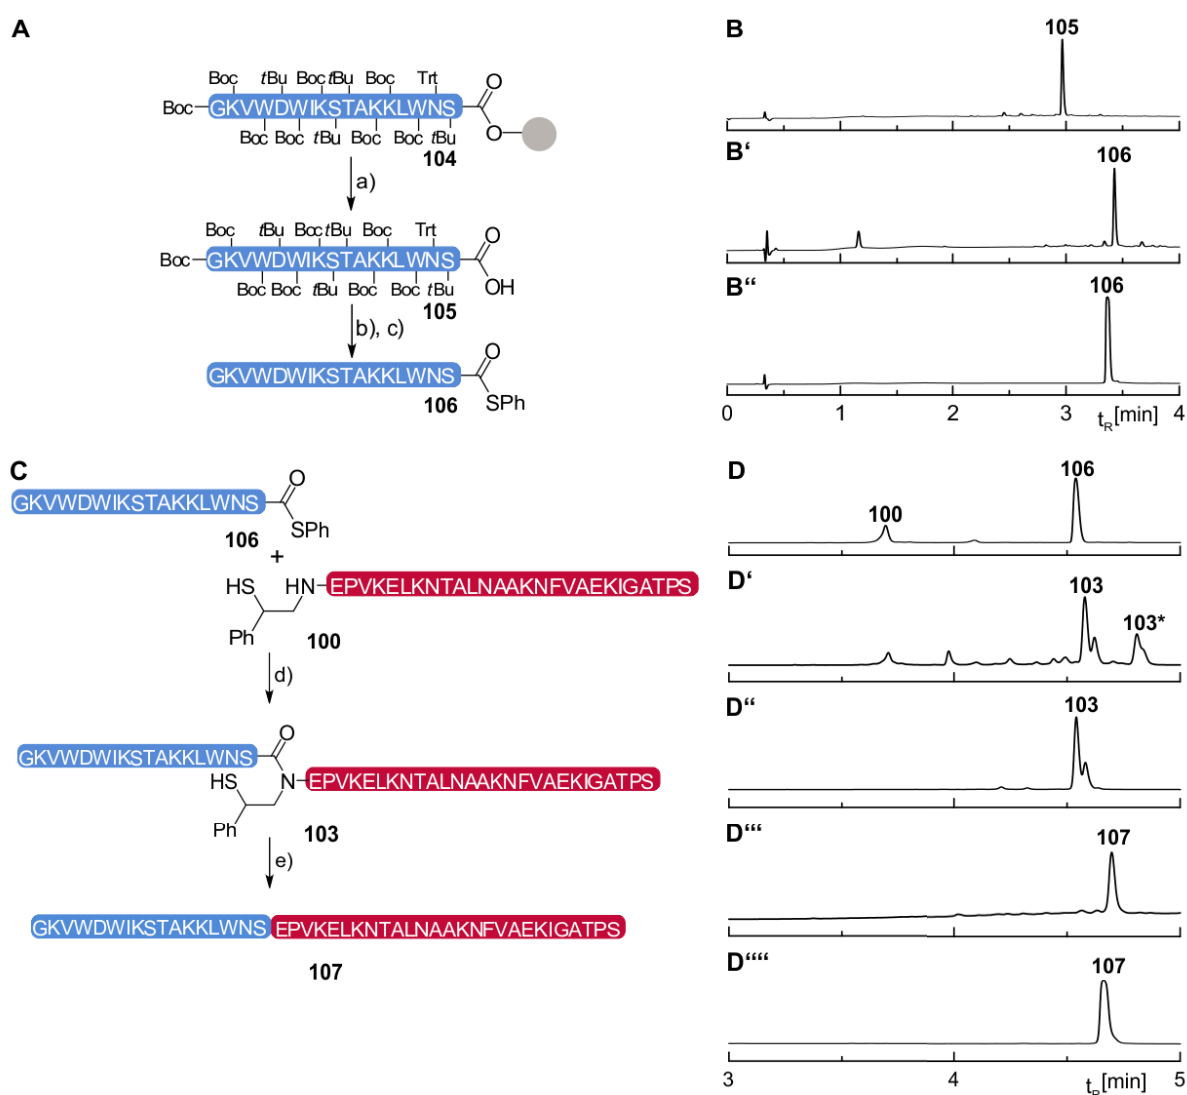 A
Boc tBu Boc tBu Boc Trt
Boc GKVWDWIKSTAKKLWNS O
O
Boc Boc tBu Boc Boc tBu
104
a)
Boc tBu Boc tBu Boc Trt
Boc GKVWDWIKSTAKKLWNS O
OH
Boc Boc tBu Boc Boc tBu
105
b), c)
GKVWDWIKSTAKKLWNS O
SPh
106
B
105
B‘
106
B“
106
0 1 2 3 4
tR[min]
C
GKVWDWIKSTAKKLWNS O
SPh
106
+
HS HN EPVKELKNTALNAAKNFVAEKIGATPS
Ph
100
d)
GKVWDWIKSTAKKLWNS O
HS N EPVKELKNTALNAAKNFVAEKIGATPS
Ph
103
e)
GKVWDWIKSTAKKLWNS EPVKELKNTALNAAKNFVAEKIGATPS
107
D
100 106
D‘
103 103*
D“
103
D“‘
107
D““
107
3 4 5
tR[min]